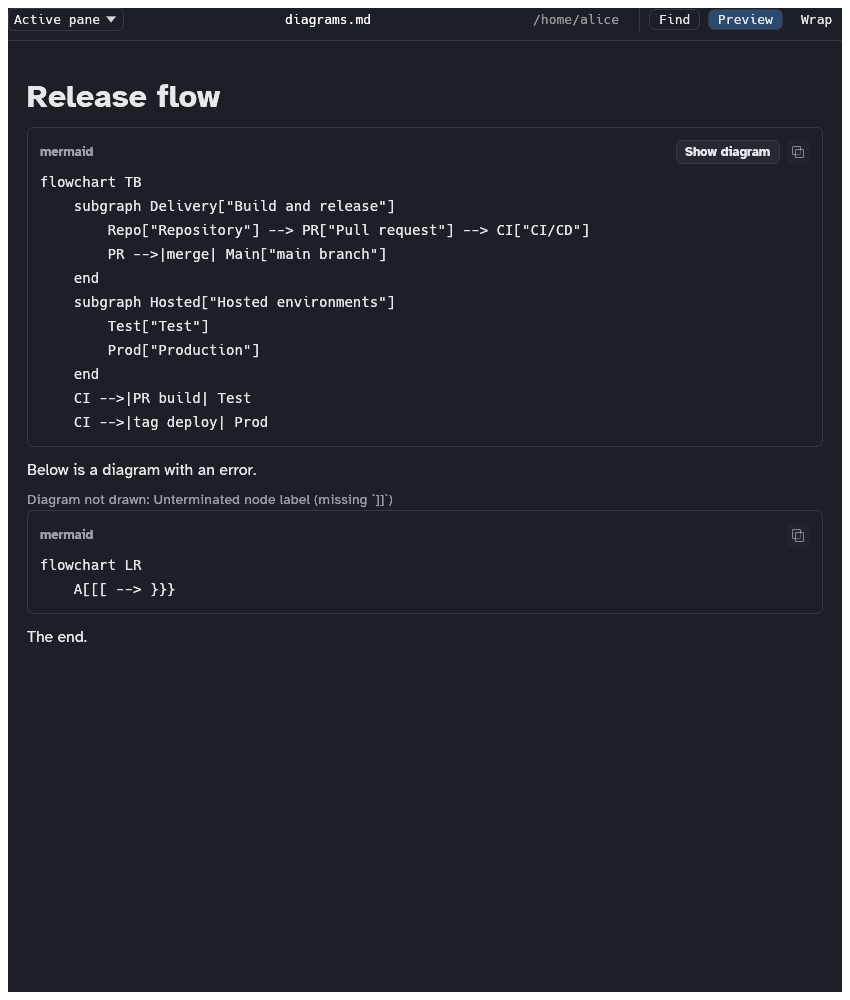 Active pane diagrams.md /home/alice Find Preview Wrap
Release flow
mermaid Show diagram
flowchart TB
    subgraph Delivery["Build and release"]
        Repo["Repository"] --> PR["Pull request"] --> CI["CI/CD"]
        PR -->|merge| Main["main branch"]
    end
    subgraph Hosted["Hosted environments"]
        Test["Test"]
        Prod["Production"]
    end
    CI -->|PR build| Test
    CI -->|tag deploy| Prod
Below is a diagram with an error.
Diagram not drawn: Unterminated node label (missing `]]`)
mermaid
flowchart LR
    A[[[ --> }}}
The end.